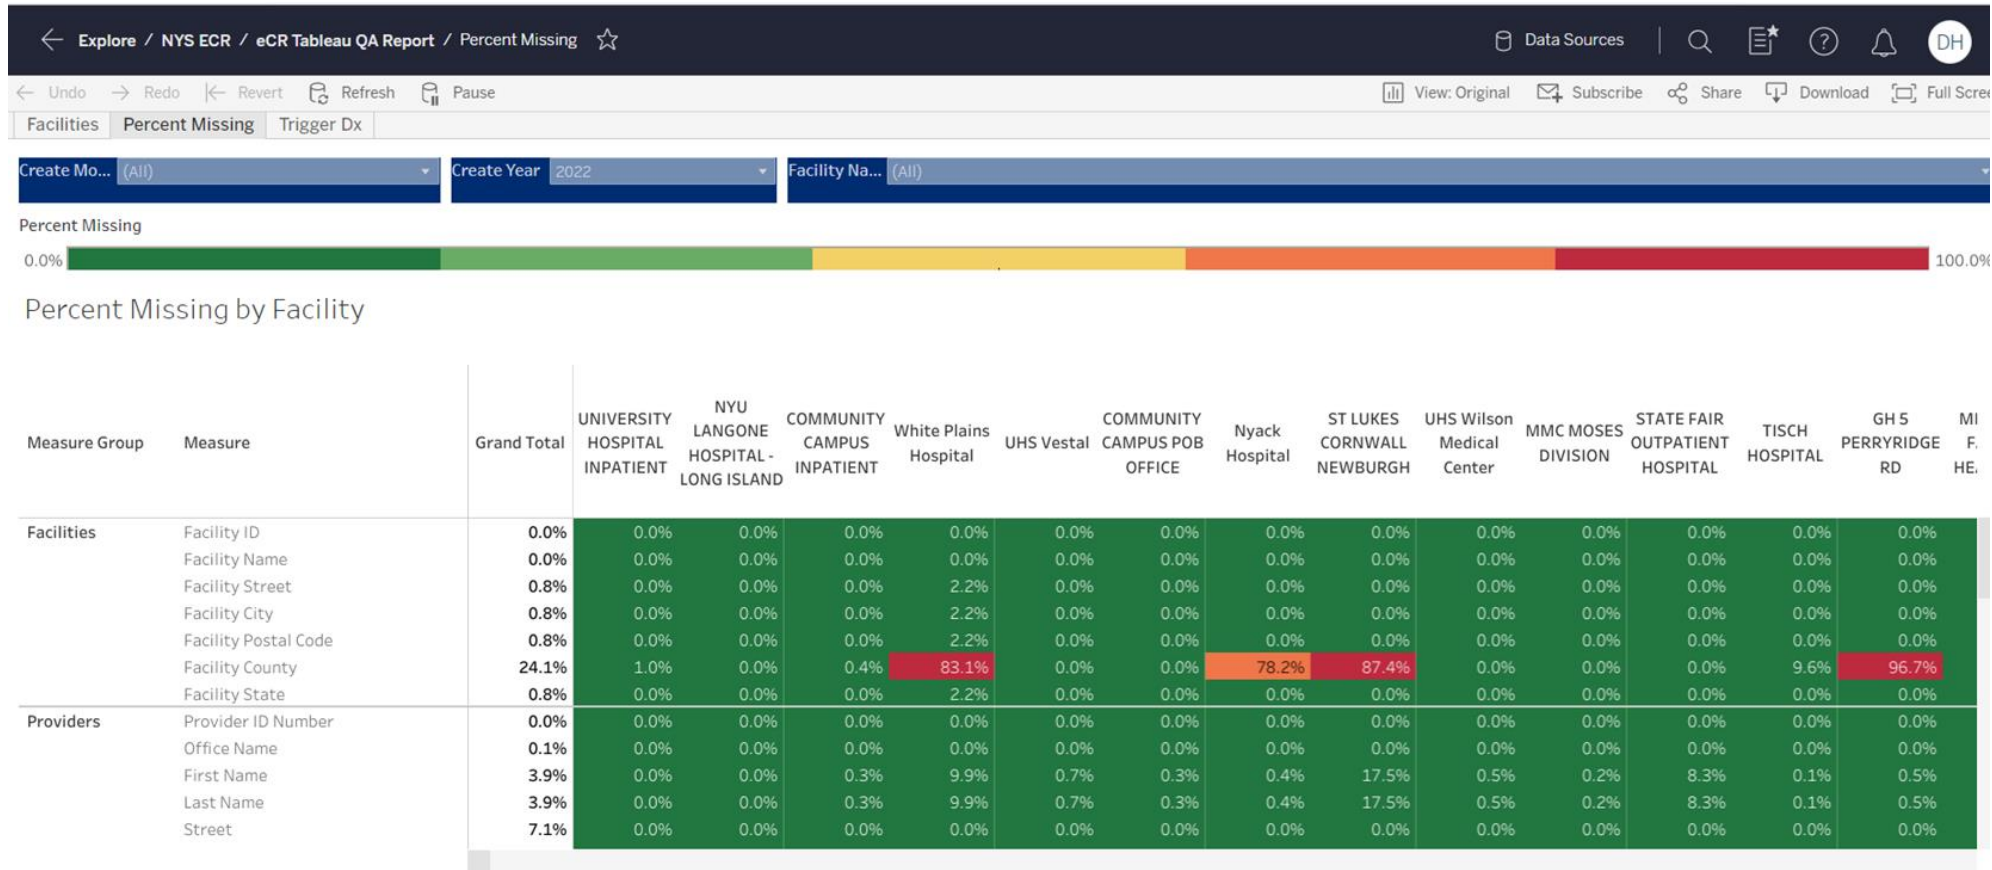 Explore / NYS ECR / eCR Tableau QA Report / Percent Missing Data Sources DH
Undo Redo Revert Refresh Pause View: Original Subscribe Share Download Full Scree
Facilities Percent Missing Trigger Dx
Create Mo... (All) Create Year 2022 Facility Na... (All)
Percent Missing
0.0% 100.0%
Percent Missing by Facility
Measure Group Measure Grand Total UNIVERSITY HOSPITAL INPATIENT NYU LANGONE HOSPITAL - LONG ISLAND COMMUNITY CAMPUS INPATIENT White Plains Hospital UHS Vestal COMMUNITY CAMPUS POB OFFICE Nyack Hospital ST LUKES CORNWALL NEWBURGH UHS Wilson Medical Center MMC MOSES DIVISION STATE FAIR OUTPATIENT HOSPITAL TISCH HOSPITAL GH 5 PERRYRIDGE RD MI F. HE.
Facilities Facility ID 0.0% 0.0% 0.0% 0.0% 0.0% 0.0% 0.0% 0.0% 0.0% 0.0% 0.0% 0.0% 0.0% 0.0%
Facility Name 0.0% 0.0% 0.0% 0.0% 0.0% 0.0% 0.0% 0.0% 0.0% 0.0% 0.0% 0.0% 0.0% 0.0%
Facility Street 0.8% 0.0% 0.0% 0.0% 2.2% 0.0% 0.0% 0.0% 0.0% 0.0% 0.0% 0.0% 0.0% 0.0%
Facility City 0.8% 0.0% 0.0% 0.0% 2.2% 0.0% 0.0% 0.0% 0.0% 0.0% 0.0% 0.0% 0.0% 0.0%
Facility Postal Code 0.8% 0.0% 0.0% 0.0% 2.2% 0.0% 0.0% 0.0% 0.0% 0.0% 0.0% 0.0% 0.0% 0.0%
Facility County 24.1% 1.0% 0.0% 0.4% 83.1% 0.0% 0.0% 78.2% 87.4% 0.0% 0.0% 0.0% 9.6% 96.7%
Facility State 0.8% 0.0% 0.0% 0.0% 2.2% 0.0% 0.0% 0.0% 0.0% 0.0% 0.0% 0.0% 0.0% 0.0%
Providers Provider ID Number 0.0% 0.0% 0.0% 0.0% 0.0% 0.0% 0.0% 0.0% 0.0% 0.0% 0.0% 0.0% 0.0% 0.0%
Office Name 0.1% 0.0% 0.0% 0.0% 0.0% 0.0% 0.0% 0.0% 0.0% 0.0% 0.0% 0.0% 0.0% 0.0%
First Name 3.9% 0.0% 0.0% 0.3% 9.9% 0.7% 0.3% 0.4% 17.5% 0.5% 0.2% 8.3% 0.1% 0.5%
Last Name 3.9% 0.0% 0.0% 0.3% 9.9% 0.7% 0.3% 0.4% 17.5% 0.5% 0.2% 8.3% 0.1% 0.5%
Street 7.1% 0.0% 0.0% 0.0% 0.0% 0.0% 0.0% 0.0% 0.0% 0.0% 0.0% 0.0% 0.0% 0.0%